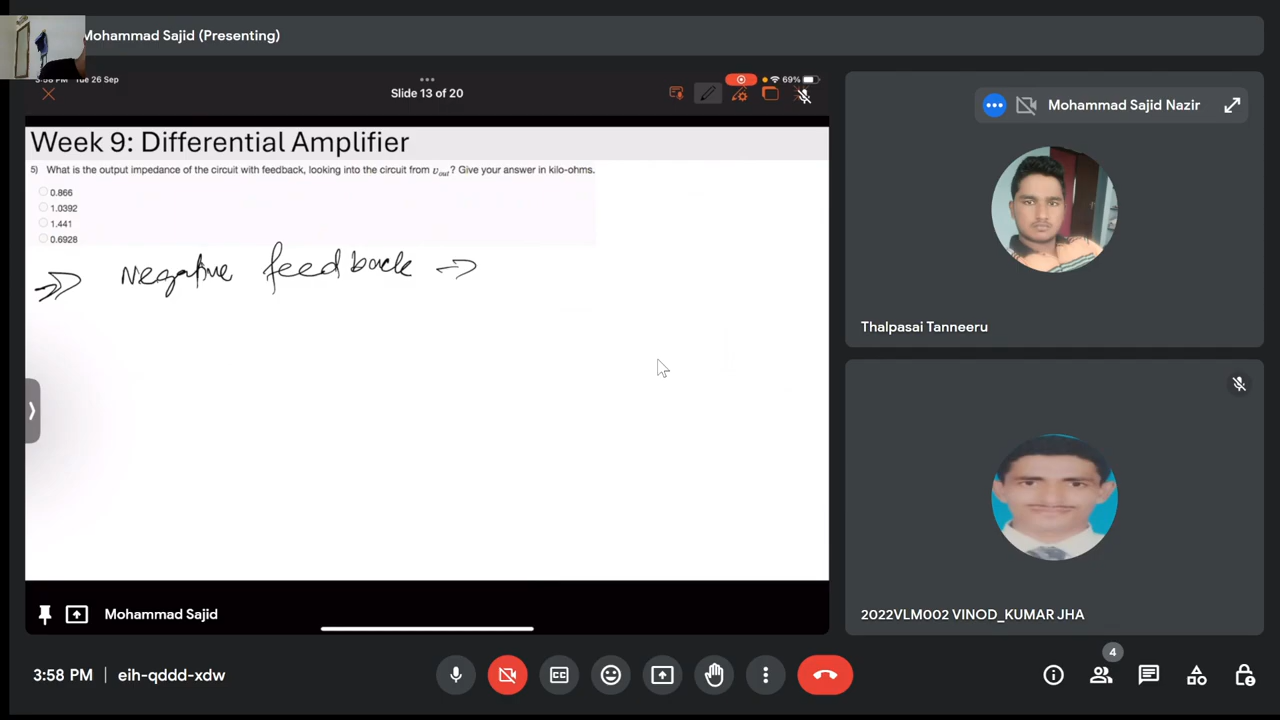 Mohammad Sajid (Presenting)
3:58 PM Tue 26 Sep
69%
Slide 13 of 20
Week 9: Differential Amplifier
5) What is the output impedance of the circuit with feedback, looking into the circuit from vout? Give your answer in kilo-ohms.
0.866
1.0392
1.441
0.6928
Negative feedback →
Mohammad Sajid
Mohammad Sajid Nazir
Thalpasai Tanneeru
2022VLM002 VINOD_KUMAR JHA
3:58 PM | eih-qddd-xdw
4